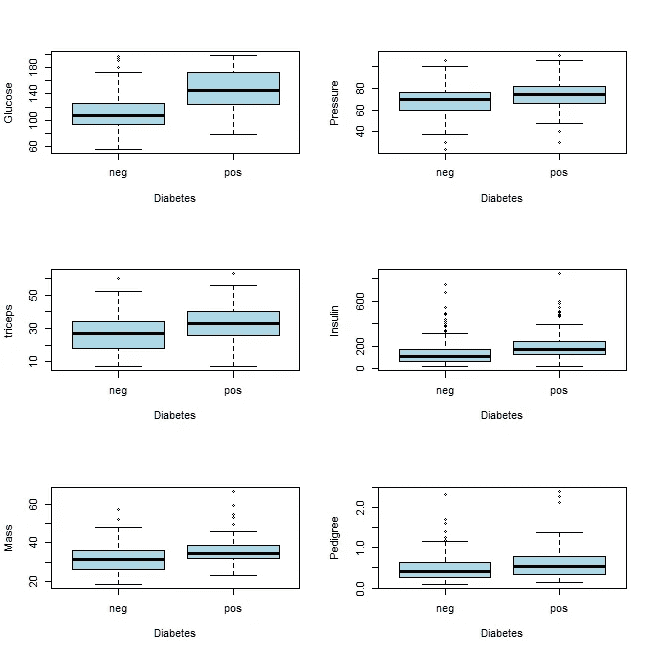 Glucose
180
140
100
60
neg
pos
Diabetes
Pressure
80
60
40
neg
pos
Diabetes
triceps
50
30
10
neg
pos
Diabetes
Insulin
600
200
0
neg
pos
Diabetes
Mass
60
40
20
neg
pos
Diabetes
Pedigree
2.0
1.0
0.0
neg
pos
Diabetes